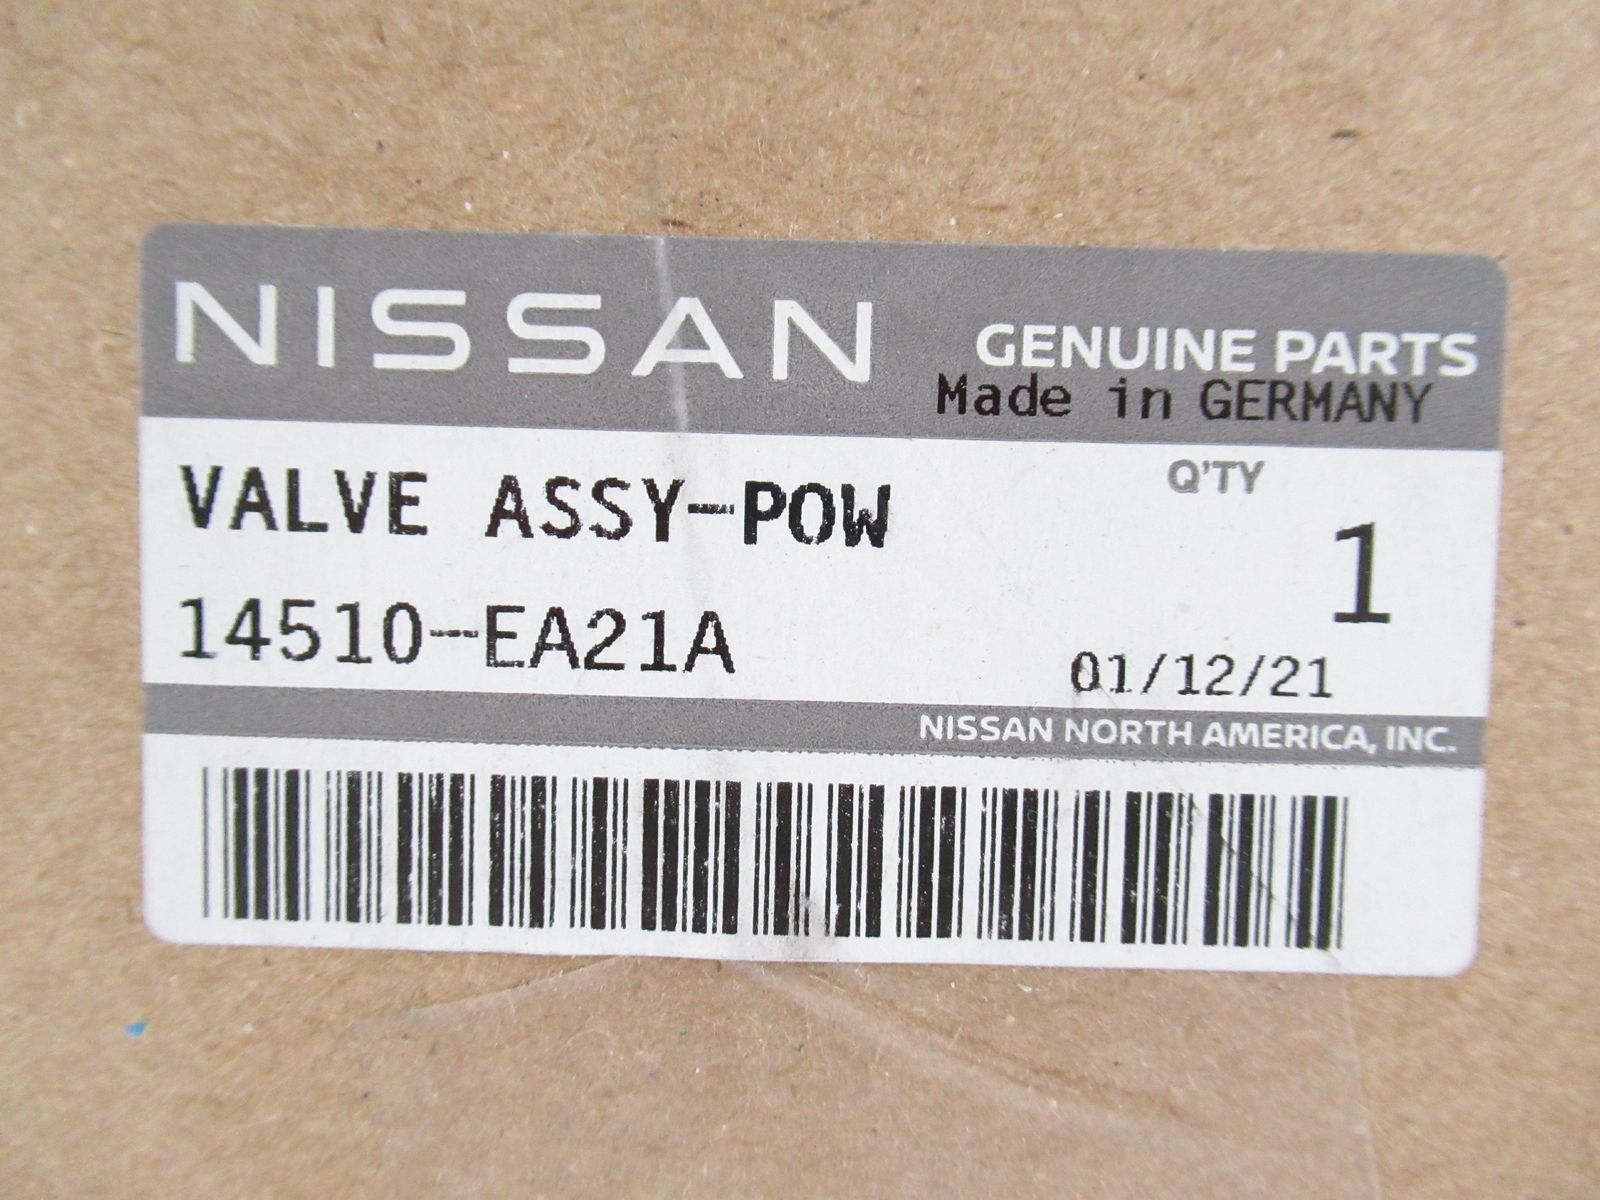 NISSAN GENUINE PARTS
Made in GERMANY
VALVE ASSY-POW
Q'TY
1
14510-EA21A
01/12/21
NISSAN NORTH AMERICA, INC.